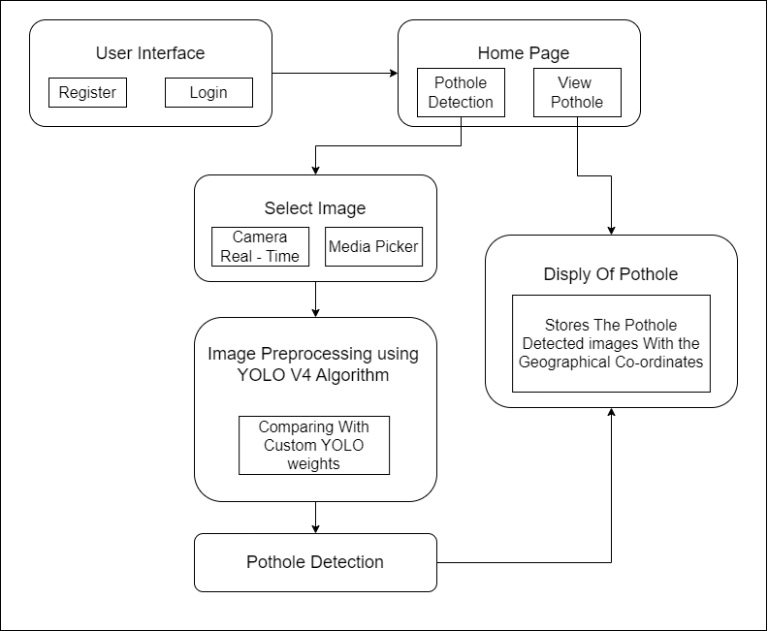 User Interface
Register
Login
Home Page
Pothole
Detection
View
Pothole
Select Image
Camera
Real - Time
Media Picker
Disply Of Pothole
Stores The Pothole
Detected images With the
Geographical Co-ordinates
Image Preprocessing using
YOLO V4 Algorithm
Comparing With
Custom YOLO
weights
Pothole Detection